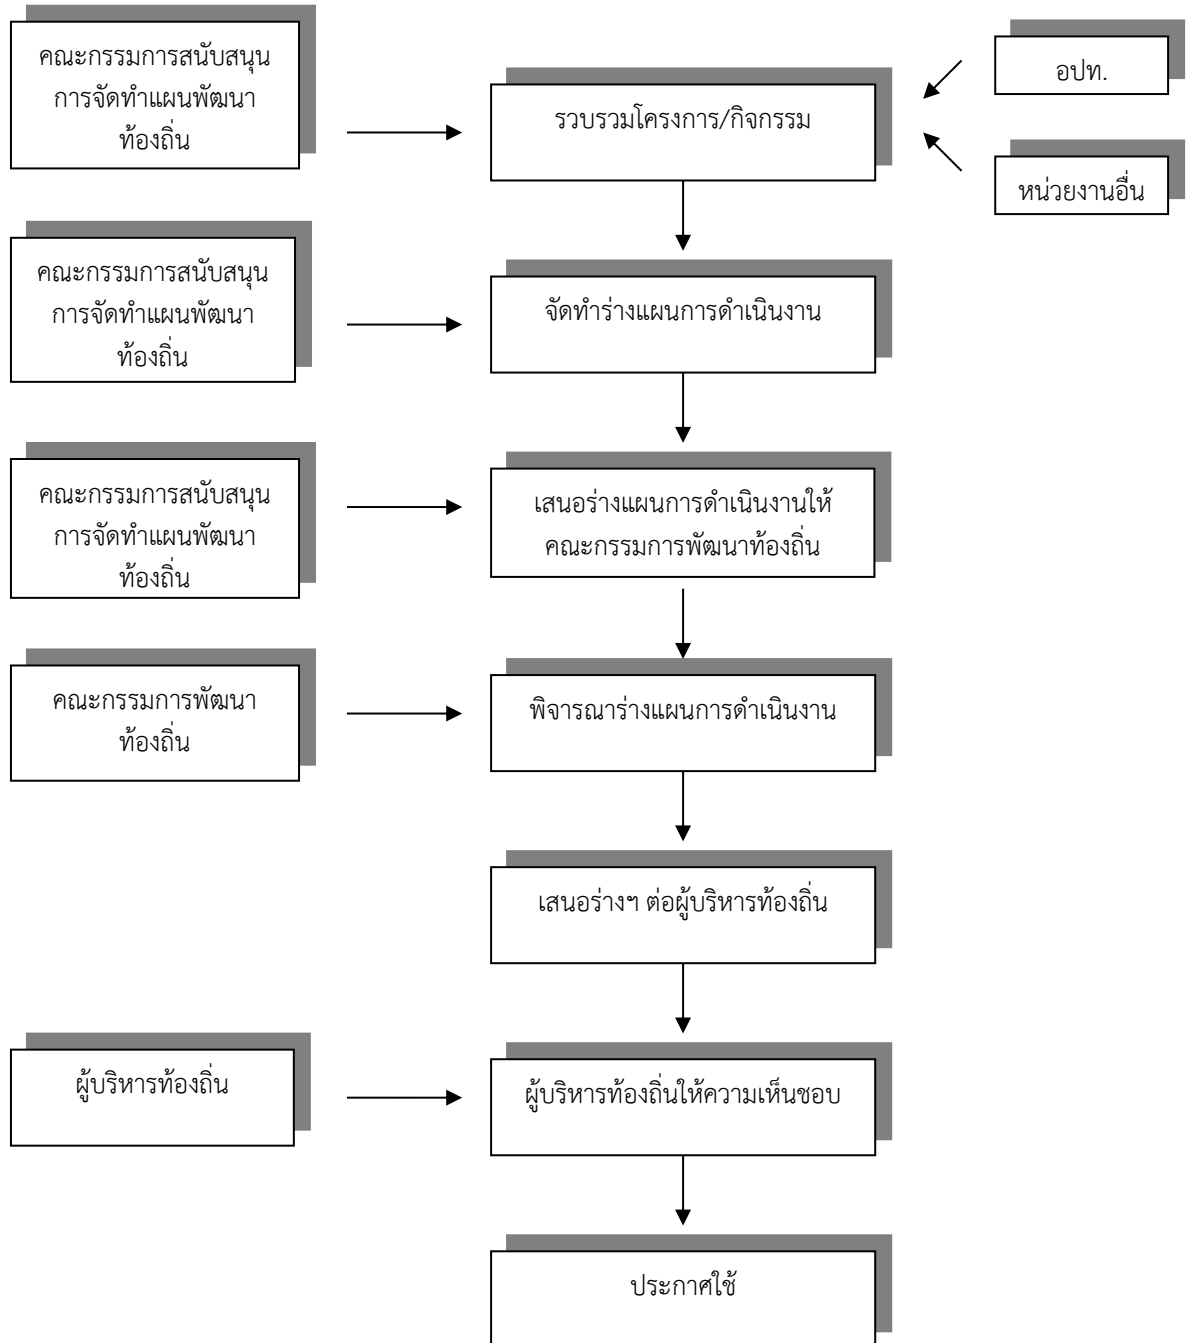 คณะกรรมการสนับสนุน
การจัดทำแผนพัฒนา
ท้องถิ่น
รวบรวมโครงการ/กิจกรรม
อปท.
หน่วยงานอื่น
คณะกรรมการสนับสนุน
การจัดทำแผนพัฒนา
ท้องถิ่น
จัดทำร่างแผนการดำเนินงาน
คณะกรรมการสนับสนุน
การจัดทำแผนพัฒนา
ท้องถิ่น
เสนอร่างแผนการดำเนินงานให้
คณะกรรมการพัฒนาท้องถิ่น
คณะกรรมการพัฒนา
ท้องถิ่น
พิจารณาร่างแผนการดำเนินงาน
เสนอร่างฯ ต่อผู้บริหารท้องถิ่น
ผู้บริหารท้องถิ่น
ผู้บริหารท้องถิ่นให้ความเห็นชอบ
ประกาศใช้